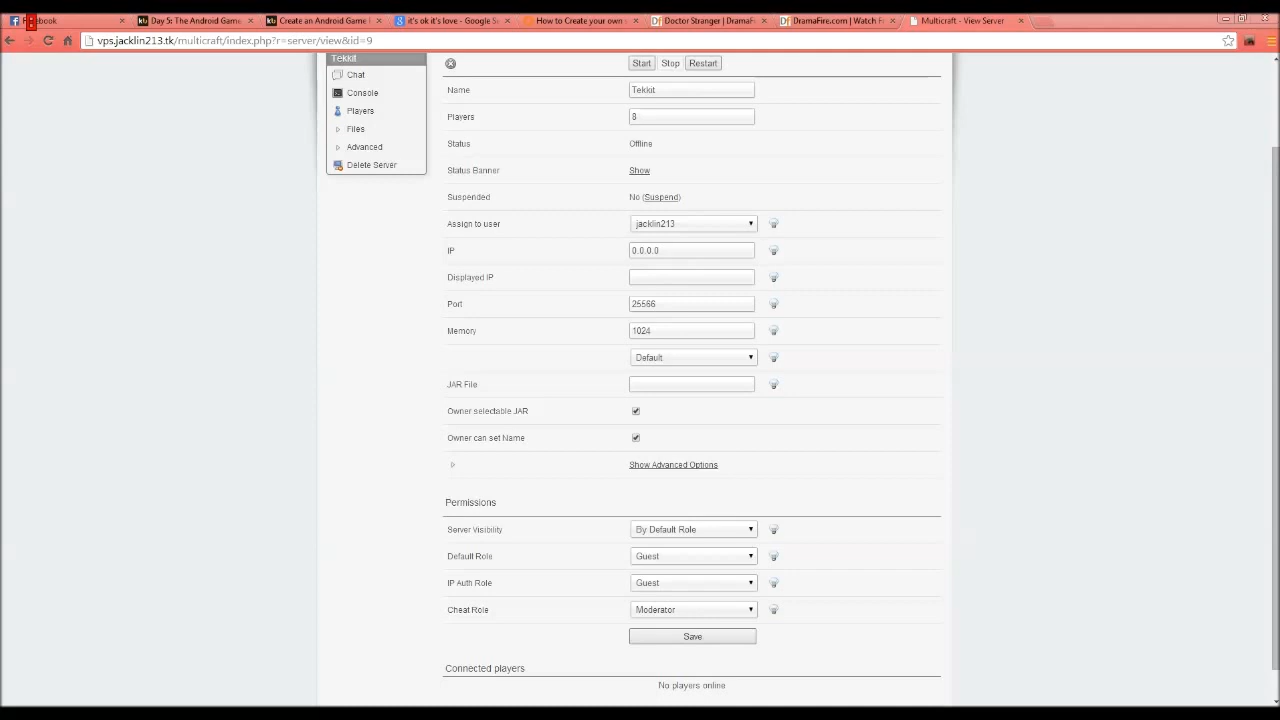 Day 5: The Android Game
Create an Android Game
it's ok it's love - Google S
How to Create your own
Doctor Stranger | DramaF
DramaFire.com | Watch F
Multicraft - View Server
vps.jacklin213.tk/multicraft/index.php?r=server/view&id=9
Tekkit
Start Stop Restart
Chat
Name Tekkit
Console
Players
Players 8
Files
Status Offline
Advanced
Delete Server
Status Banner Show
Suspended No (Suspend)
Assign to user jacklin213
IP 0.0.0.0
Displayed IP
Port 25566
Memory 1024
Default
JAR File
Owner selectable JAR
Owner can set Name
Show Advanced Options
Permissions
Server Visibility By Default Role
Default Role Guest
IP Auth Role Guest
Cheat Role Moderator
Save
Connected players
No players online